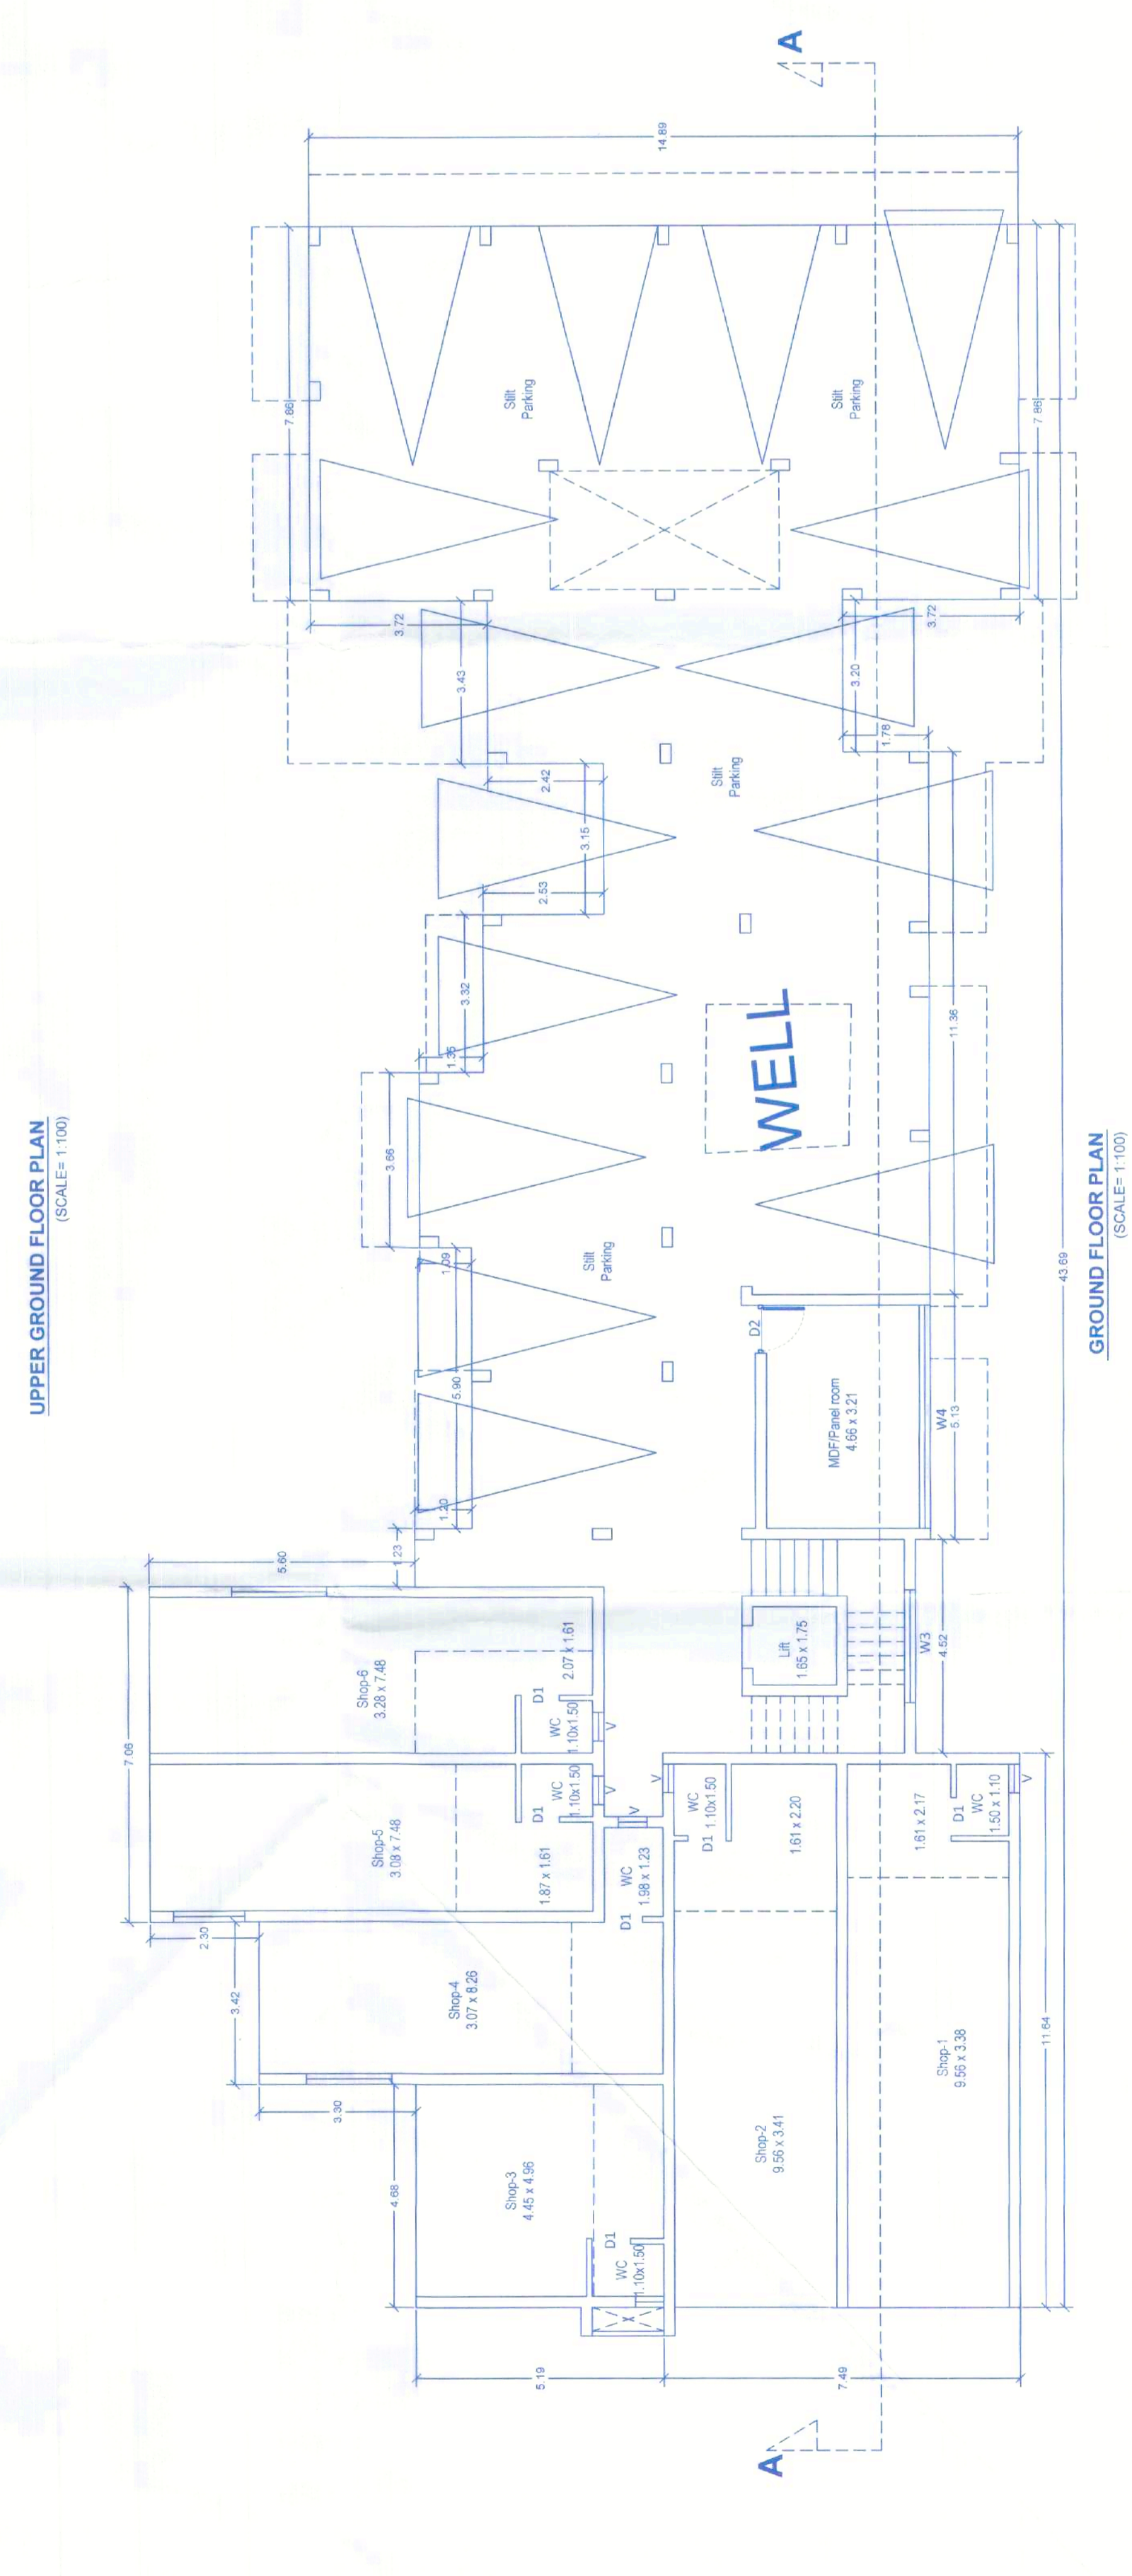 UPPER GROUND FLOOR PLAN
(SCALE= 1:100)
5.60
1.23
7.06
2.30
3.42
3.30
4.68
5.19
7.49
Shop-6
3.28 x 7.48
2.07 x 1.61
D1
WC
1.10x1.50
V
Shop-5
3.08 x 7.48
1.87 x 1.61
D1
WC
1.10x1.50
V
Shop-4
3.07 x 8.26
D1
WC
1.98 x 1.23
V
Shop-3
4.45 x 4.96
D1
WC
1.10x1.50
Shop-2
9.56 x 3.41
1.61 x 2.20
D1
WC
1.10x1.50
V
Shop-1
9.56 x 3.38
1.61 x 2.17
D1
WC
1.50 x 1.10
V
Lift
1.65 x 1.75
W3
4.52
MDF/Panel room
4.66 x 3.21
D2
W4
5.13
1.20
5.90
1.09
3.66
1.35
3.32
2.53
3.15
2.42
3.43
3.72
7.86
14.89
Stilt
Parking
Stilt
Parking
Stilt
Parking
Stilt
Parking
WELL
3.20
1.78
3.72
7.86
11.36
11.64
43.69
A
A
GROUND FLOOR PLAN
(SCALE= 1:100)